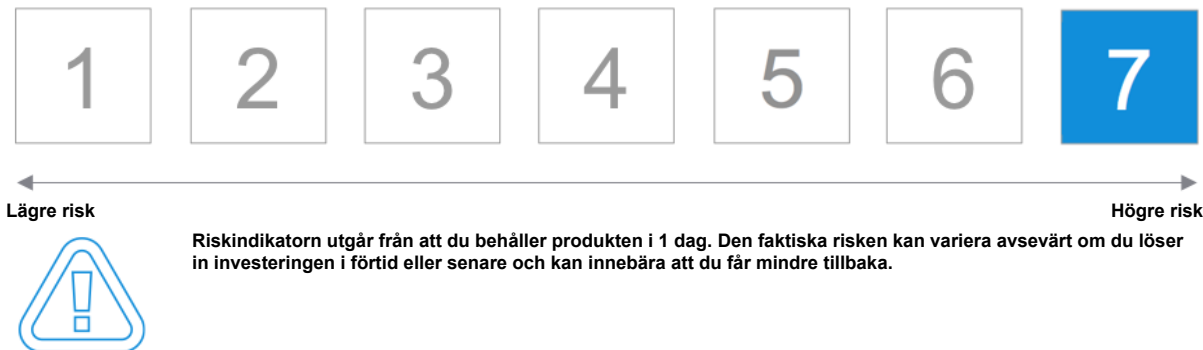 1 2 3 4 5 6 7
Lägre risk Högre risk
Riskindikatorn utgår från att du behåller produkten i 1 dag. Den faktiska risken kan variera avsevärt om du löser
in investeringen i förtid eller senare och kan innebära att du får mindre tillbaka.